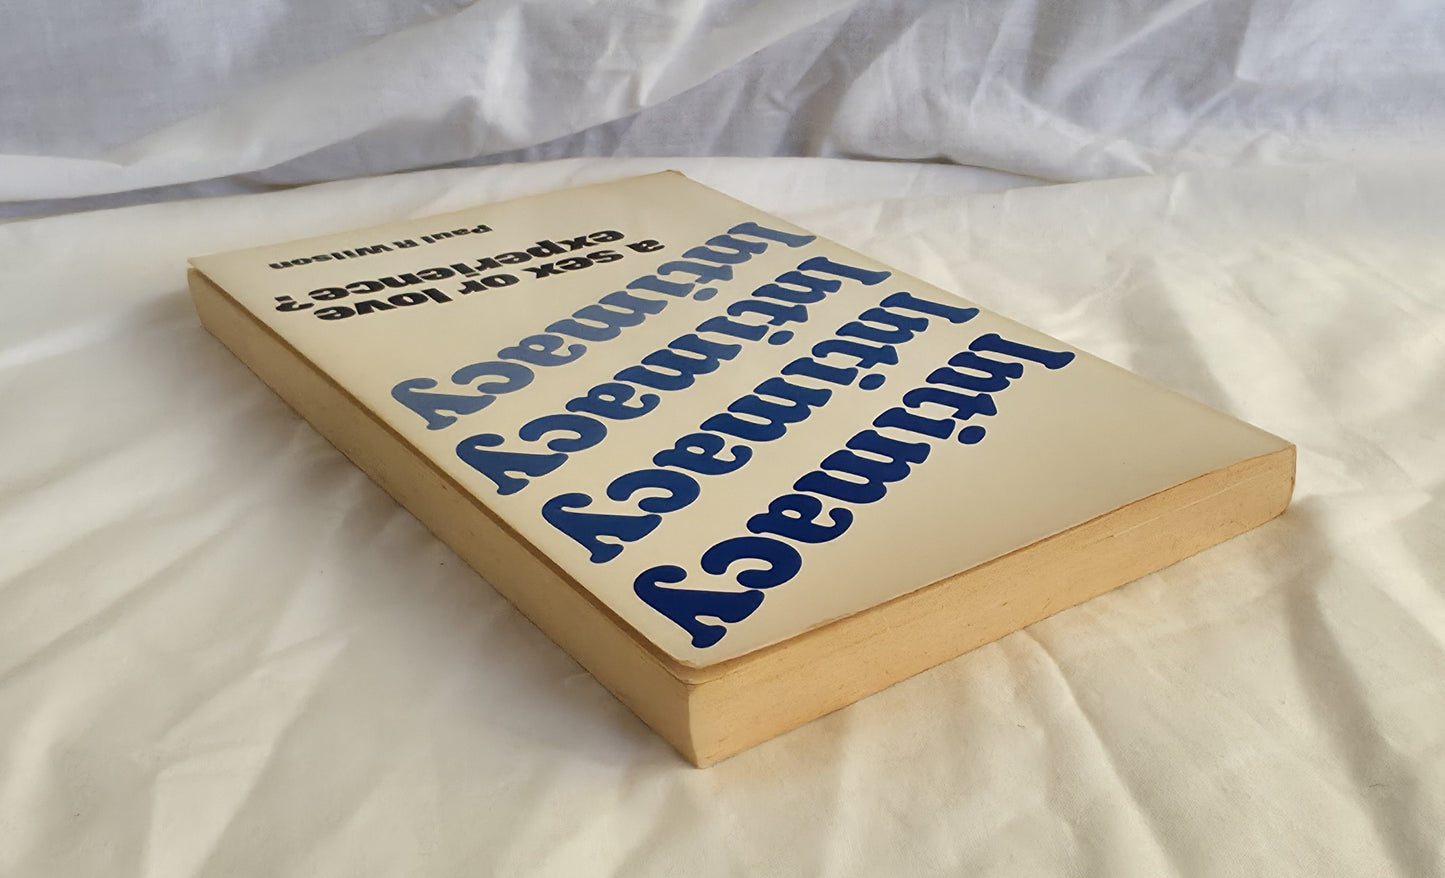 Intimacy
Intimacy
Intimacy
Intimacy
a sex or love
experience?
Paul R Wilson